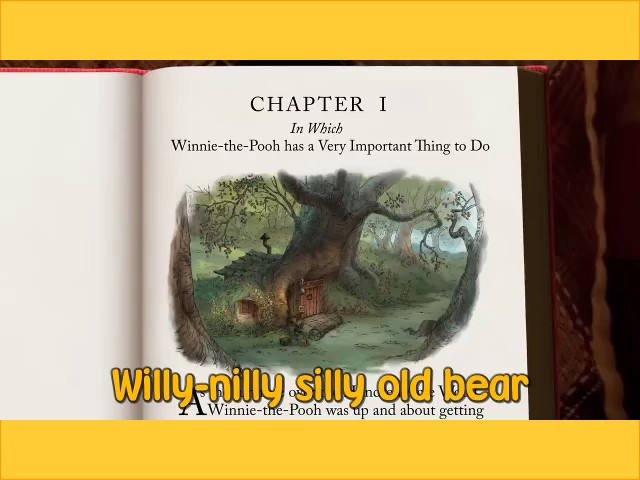 CHAPTER I
In Which
Winnie-the-Pooh has a Very Important Thing to Do
Willy-nilly silly old bear
Winnie-the-Pooh was up and about getting